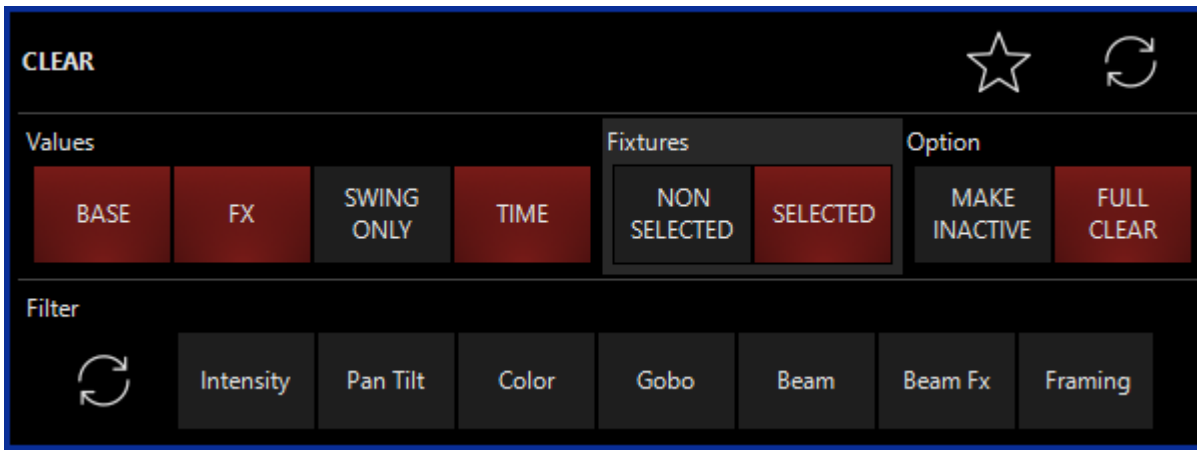 CLEAR
Values
Fixtures
Option
BASE
FX
SWING
ONLY
TIME
NON
SELECTED
SELECTED
MAKE
INACTIVE
FULL
CLEAR
Filter
Intensity
Pan Tilt
Color
Gobo
Beam
Beam Fx
Framing